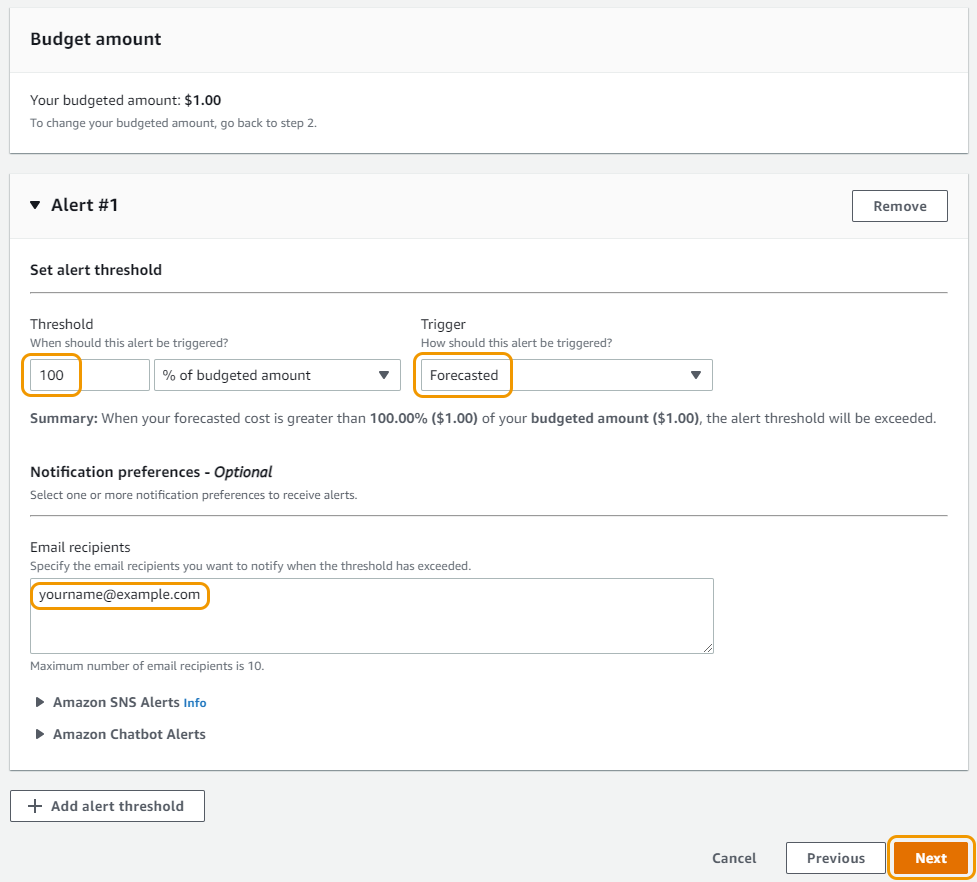 Budget amount
Your budgeted amount: $1.00
To change your budgeted amount, go back to step 2.
Alert #1
Remove
Set alert threshold
Threshold
When should this alert be triggered?
100
% of budgeted amount
Trigger
How should this alert be triggered?
Forecasted
Summary: When your forecasted cost is greater than 100.00% ($1.00) of your budgeted amount ($1.00), the alert threshold will be exceeded.
Notification preferences - Optional
Select one or more notification preferences to receive alerts.
Email recipients
Specify the email recipients you want to notify when the threshold has exceeded.
yourname@example.com
Maximum number of email recipients is 10.
Amazon SNS Alerts Info
Amazon Chatbot Alerts
Add alert threshold
Cancel
Previous
Next